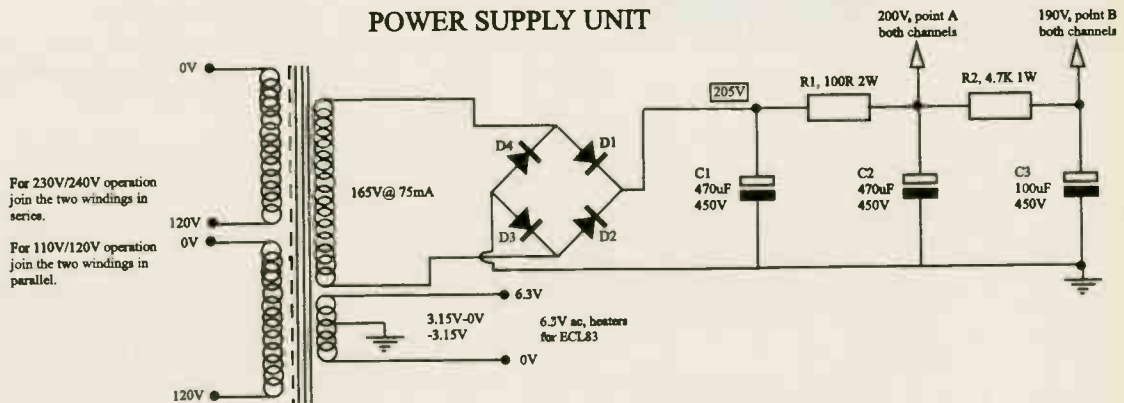 POWER SUPPLY UNIT
200V, point A
both channels
190V, point B
both channels
0V
205V
R1, 100R 2W
R2, 4.7K 1W
D4
D1
For 230V/240V operation
join the two windings in
series.
165V@ 75mA
C1
470uF
450V
C2
470uF
450V
C3
100uF
450V
120V
0V
D3
D2
For 110V/120V operation
join the two windings in
parallel.
6.3V
3.15V-0V
-3.15V
6.3V ac, heaters
for ECL83
0V
120V